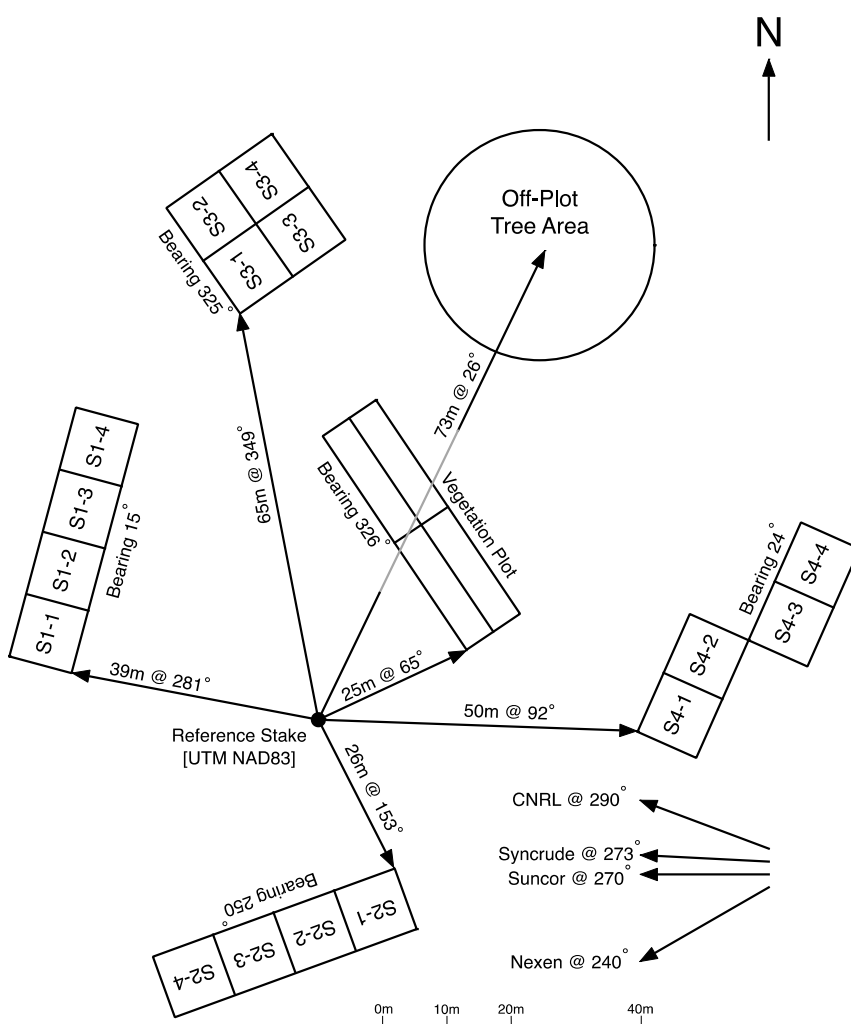 N
Off-Plot
Tree Area
S3-4
S3-2
S3-3
S3-1
Bearing 325°
73m @ 26°
65m @ 349°
Vegetation Plot
Bearing 326°
S1-4
S1-3
S1-2
S1-1
Bearing 15°
39m @ 281°
25m @ 65°
Bearing 24°
S4-4
S4-3
S4-2
S4-1
50m @ 92°
Reference Stake
[UTM NAD83]
26m @ 153°
CNRL @ 290°
Syncrude @ 273°
Suncor @ 270°
Nexen @ 240°
Bearing 250°
S2-1
S2-2
S2-3
S2-4
0m 10m 20m 40m